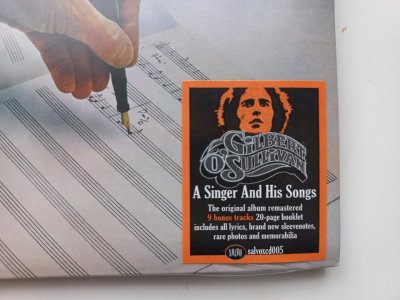 GILBERT
O'SULLIVAN
A Singer And His Songs
The original album remastered
9 bonus tracks 20-page booklet
includes all lyrics, brand new sleevenotes,
rare photos and memorabilia
SALVO salvoxcd005